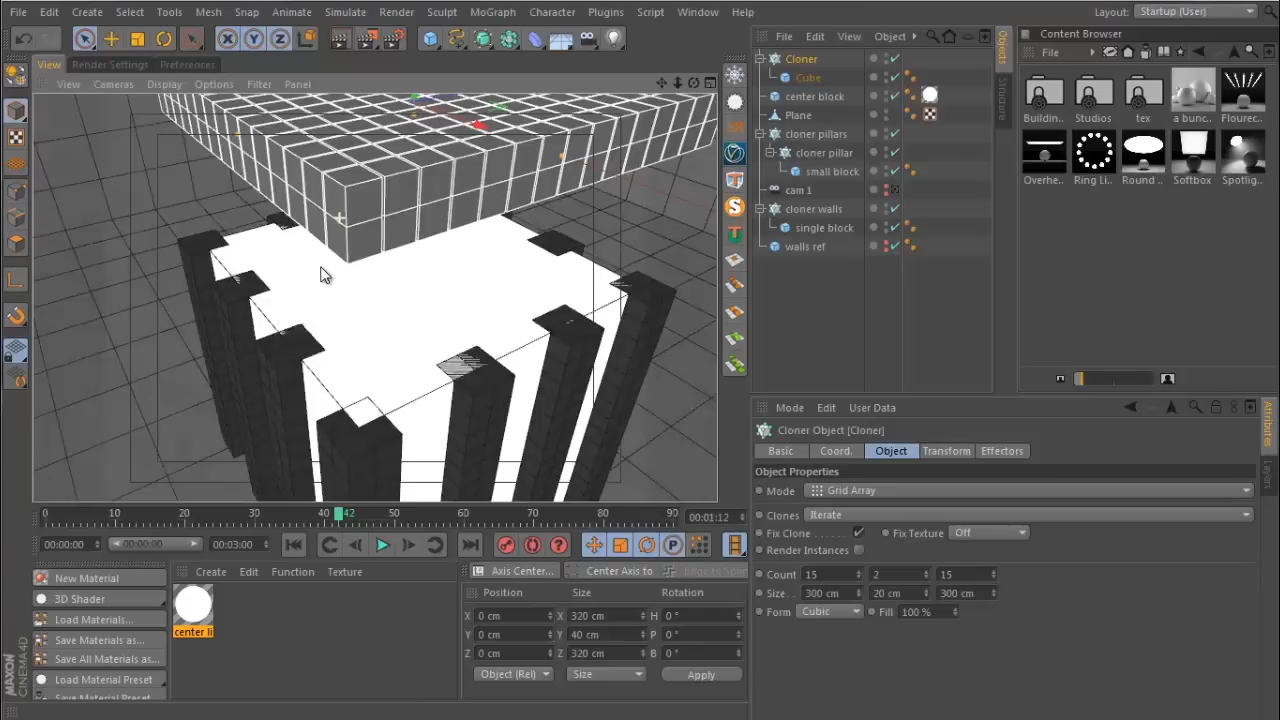 File Edit Create Select Tools Mesh Snap Animate Simulate Render Sculpt MoGraph Character Plugins Script Window Help
Layout: Startup (User)
View Render Settings Preferences
View Cameras Display Options Filter Panel
File Edit View Object
Objects
Structure
Cloner
Cube
center block
Plane
center pillars
cloner pillar
small block
cam 1
cloner walls
single block
walls ref
Content Browser
File
Buildin.. Studios tex a bunc.. Flourec..
Overhe.. Ring Li.. Round .. Softbox Spotlig..
Mode Edit User Data
Attributes
Layers
Cloner Object [Cloner]
Basic Coord. Object Transform Effectors
Object Properties
Mode Grid Array
Clones Iterate
Fix Clone Fix Texture Off
Render Instances
Count 15 2 15
Size 300 cm 20 cm 300 cm
Form Cubic Fill 100 %
0 10 20 30 40 42 50 60 70 80 90 00:01:12
00:00:00 00:00:00 00:03:00
New Material
3D Shader
Load Materials...
Save Materials as...
Save All Materials as...
Load Material Preset
Save Material Preset
Create Edit Function Texture
center li
Axis Center... Center Axis to
Position Size Rotation
X 0 cm X 320 cm H 0 °
Y 0 cm Y 40 cm P 0 °
Z 0 cm Z 320 cm B 0 °
Object (Rel) Size Apply
MAXON CINEMA 4D